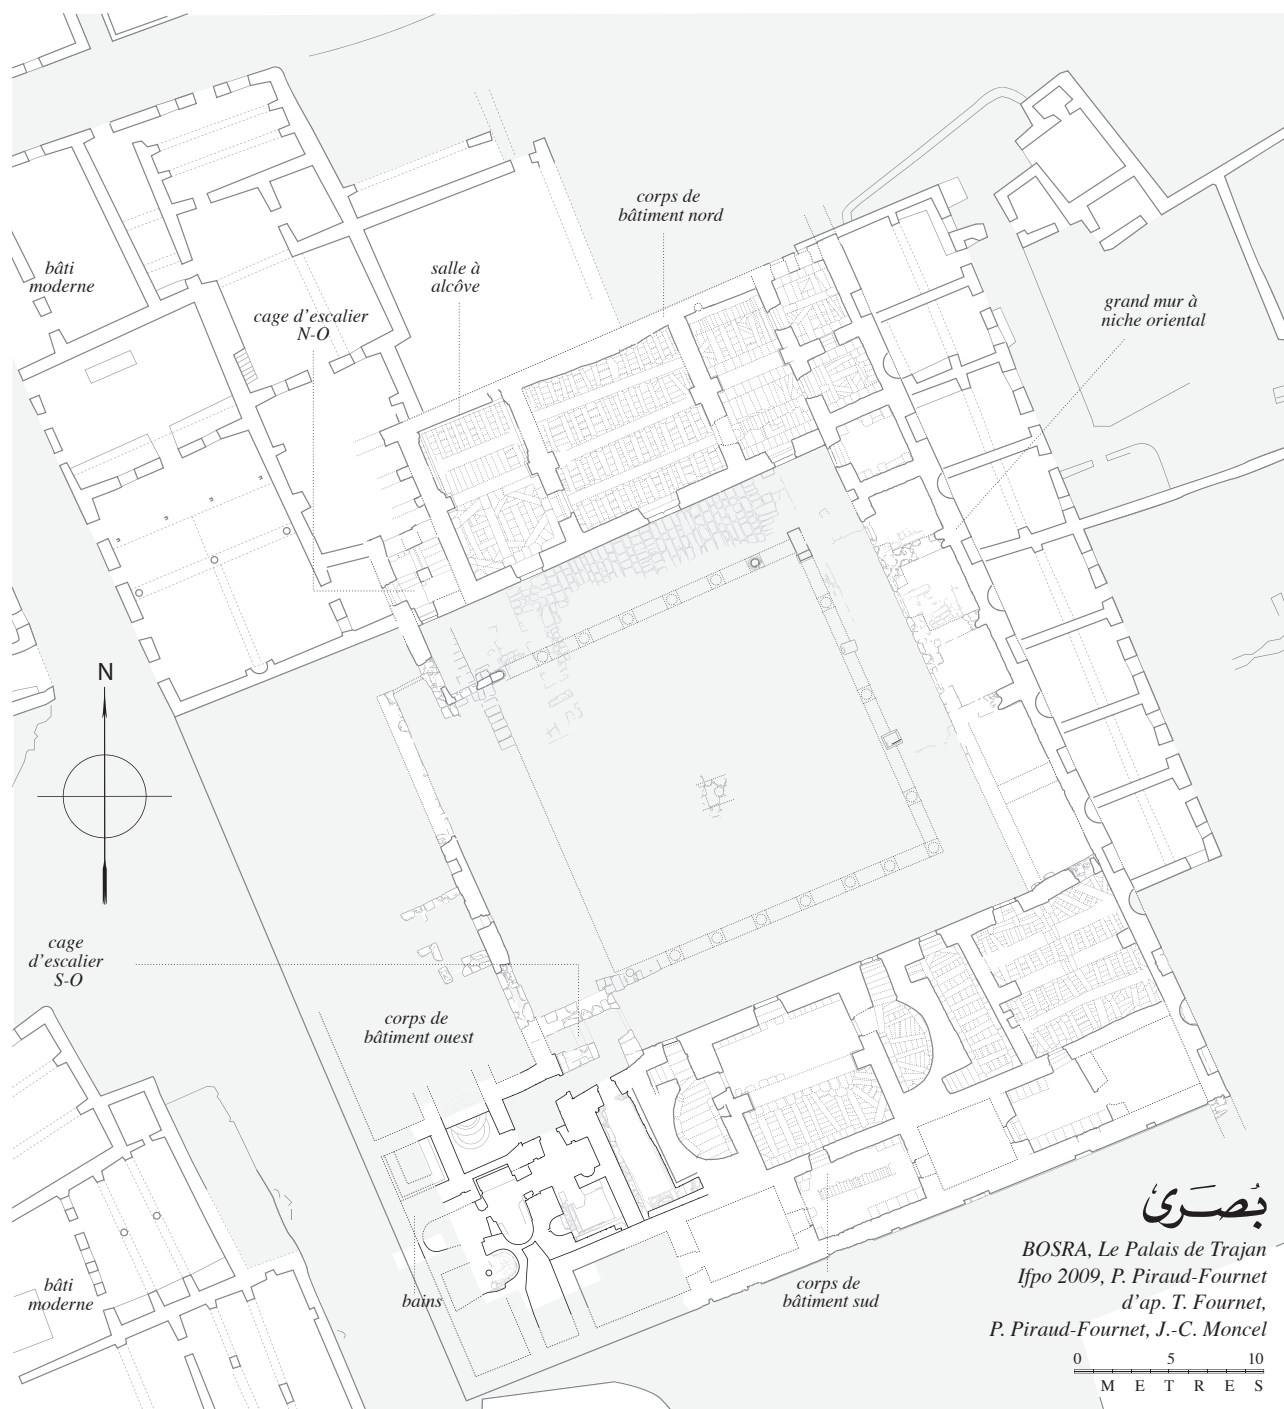 corps de
bâtiment nord
bâti
moderne
salle à
alcôve
cage d'escalier
N-O
grand mur à
niche oriental
N
cage
d'escalier
S-O
corps de
bâtiment ouest
bâti
moderne
bains
corps de
bâtiment sud
بُصرَى
BOSRA, Le Palais de Trajan
Ifpo 2009, P. Piraud-Fournet
d'ap. T. Fournet,
P. Piraud-Fournet, J.-C. Moncel
0 5 10
M E T R E S